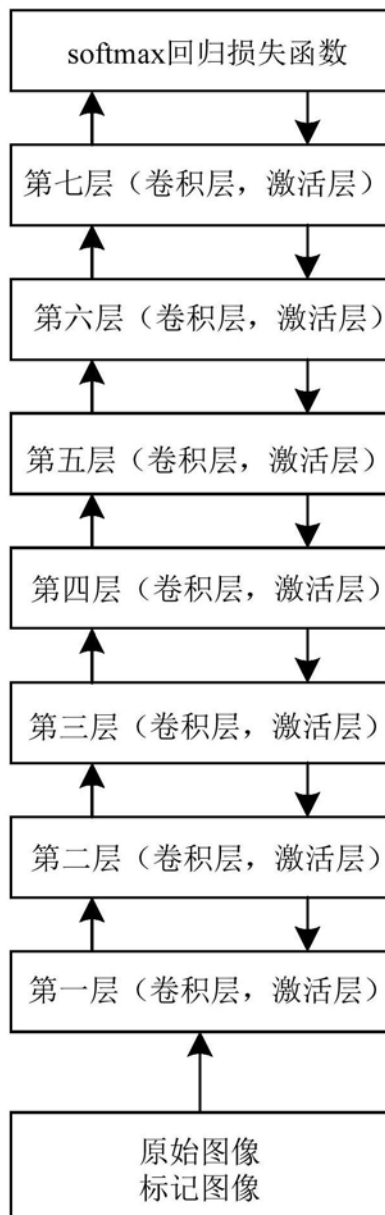 softmax回归损失函数
第七层（卷积层，激活层）
第六层（卷积层，激活层）
第五层（卷积层，激活层）
第四层（卷积层，激活层）
第三层（卷积层，激活层）
第二层（卷积层，激活层）
第一层（卷积层，激活层）
原始图像
标记图像